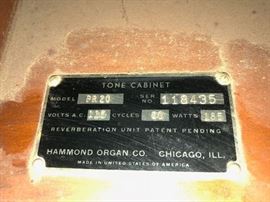 TONE CABINET
MODEL PR20 SER. NO. 118435
VOLTS A.C. 115 CYCLES 60 WATTS
REVERBERATION UNIT PATENT PENDING
HAMMOND ORGAN CO. CHICAGO, ILL.
MADE IN UNITED STATES OF AMERICA